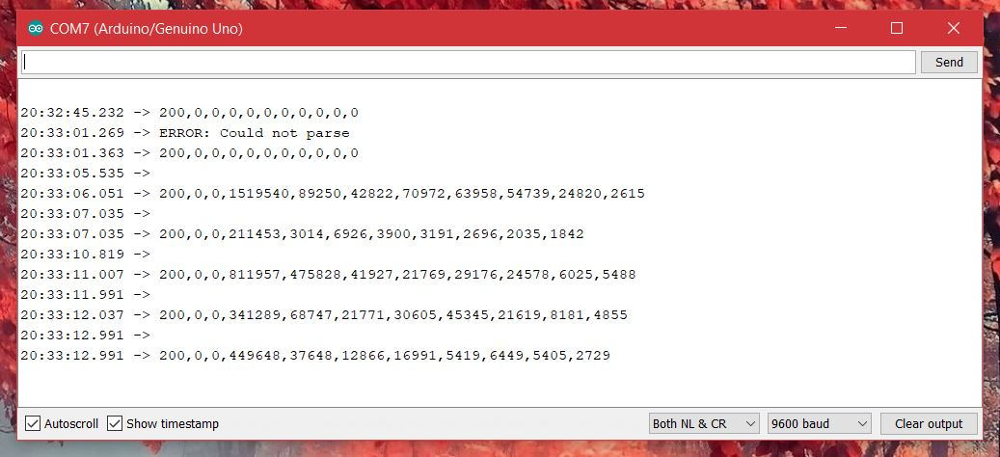 COM7 (Arduino/Genuino Uno)
Send
20:32:45.232 -> 200,0,0,0,0,0,0,0,0,0,0,0
20:33:01.269 -> ERROR: Could not parse
20:33:01.363 -> 200,0,0,0,0,0,0,0,0,0,0,0
20:33:05.535 ->
20:33:06.051 -> 200,0,0,1519540,89250,42822,70972,63958,54739,24820,2615
20:33:07.035 ->
20:33:07.035 -> 200,0,0,211453,3014,6926,3900,3191,2696,2035,1842
20:33:10.819 ->
20:33:11.007 -> 200,0,0,811957,475828,41927,21769,29176,24578,6025,5488
20:33:11.991 ->
20:33:12.037 -> 200,0,0,341289,68747,21771,30605,45345,21619,8181,4855
20:33:12.991 ->
20:33:12.991 -> 200,0,0,449648,37648,12866,16991,5419,6449,5405,2729
Autoscroll Show timestamp Both NL & CR 9600 baud Clear output